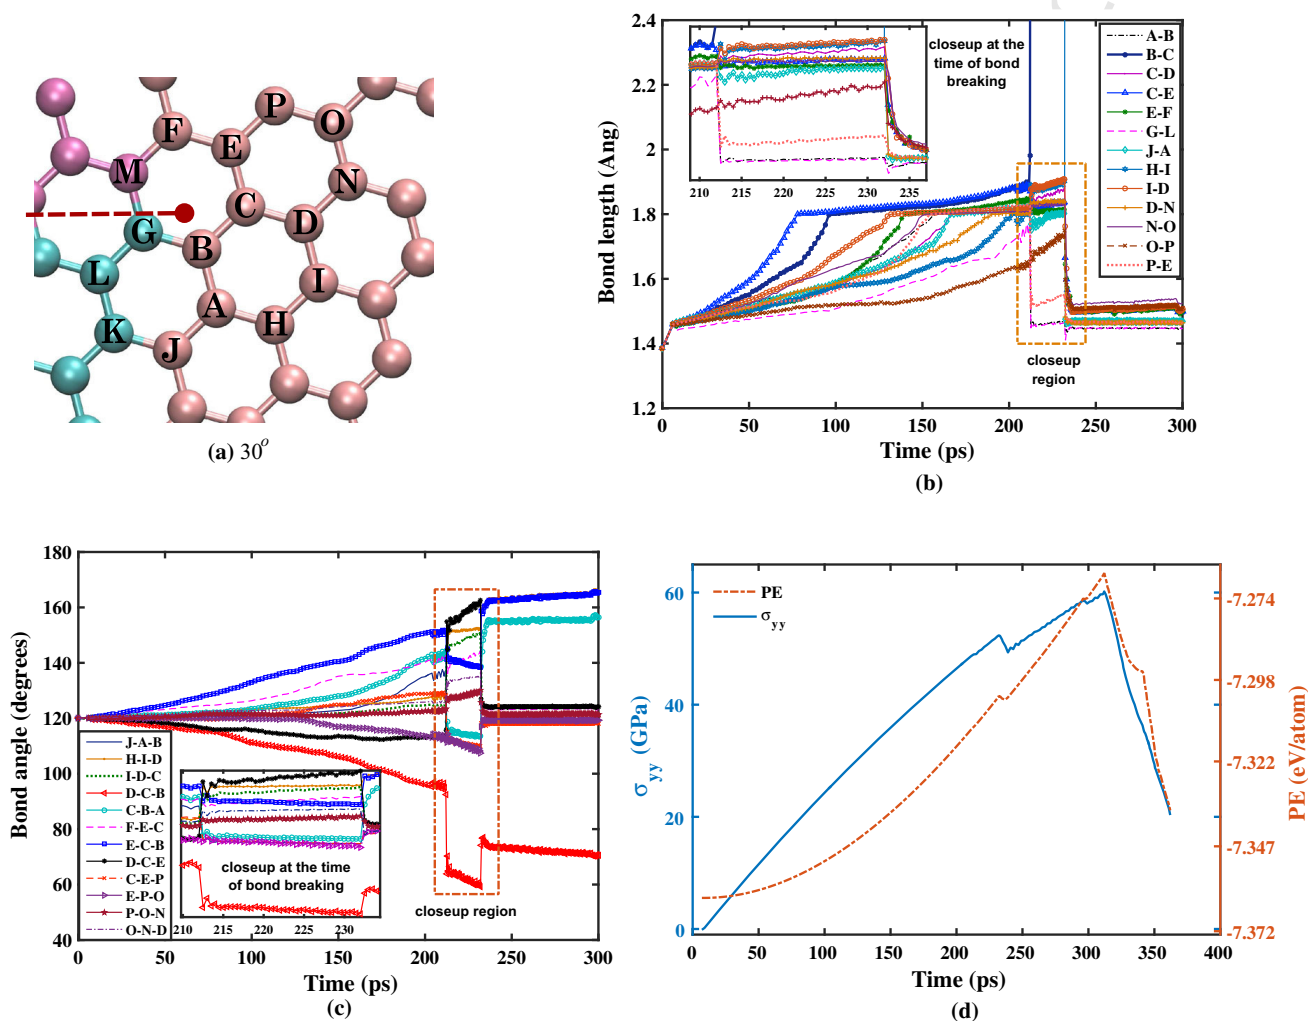 P
O
F
E
M
N
C
D
G
B
L
I
A
K
H
J
(a) 30°
2.4
2.2
2
1.8
1.6
1.4
1.2
Bond length (Ang)
0 50 100 150 200 250 300
Time (ps)
(b)
closeup at the
time of bond
breaking
210 215 220 225 230 235
closeup
region
A-B
B-C
C-D
C-E
E-F
G-L
J-A
H-I
I-D
D-N
N-O
O-P
P-E
180
160
140
120
100
80
60
40
Bond angle (degrees)
0 50 100 150 200 250 300
Time (ps)
(c)
J-A-B
H-I-D
I-D-C
D-C-B
C-B-A
F-E-C
E-C-B
D-C-E
C-E-P
E-P-O
P-O-N
O-N-D
closeup at the time
of bond breaking
210 215 220 225 230
closeup region
60
40
20
0
σyy (GPa)
PE
σyy
-7.274
-7.298
-7.322
-7.347
-7.372
PE (eV/atom)
0 50 100 150 200 250 300 350 400
Time (ps)
(d)